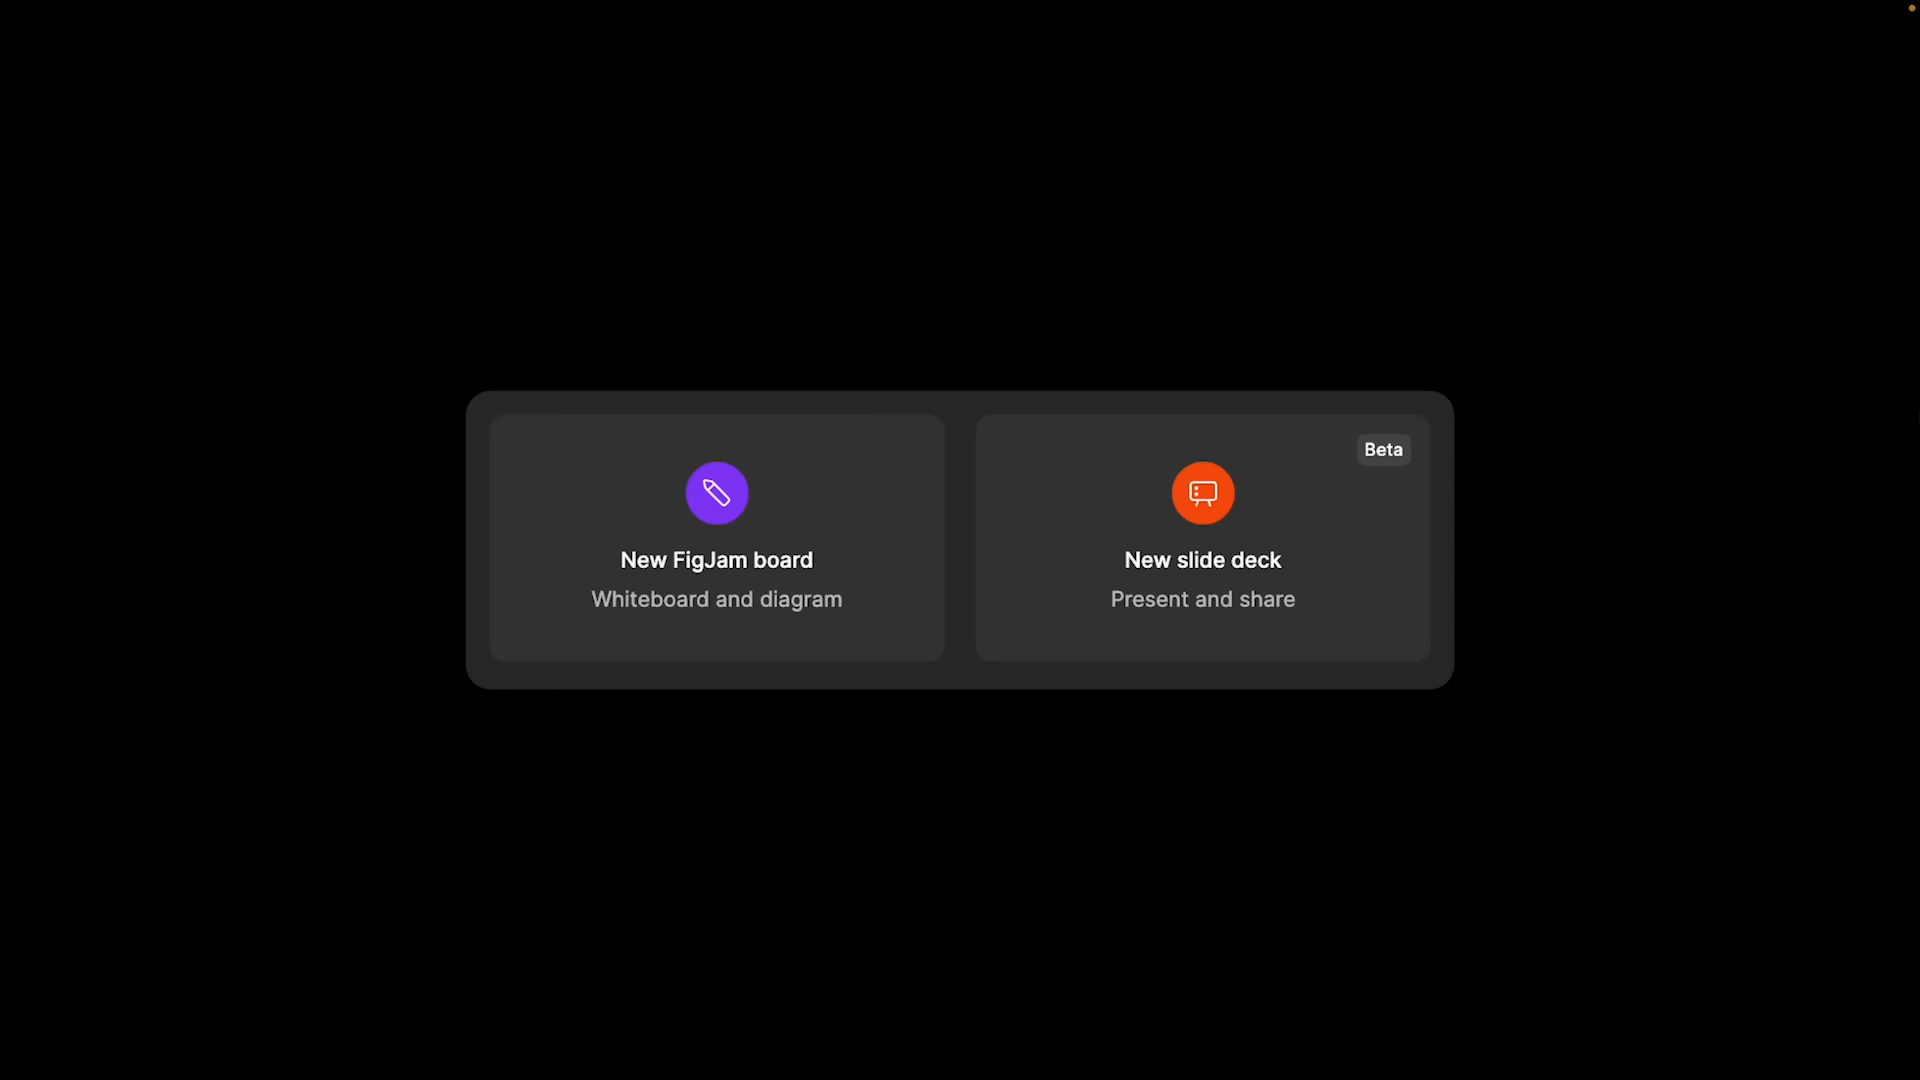 New FigJam board
Whiteboard and diagram
Beta
New slide deck
Present and share